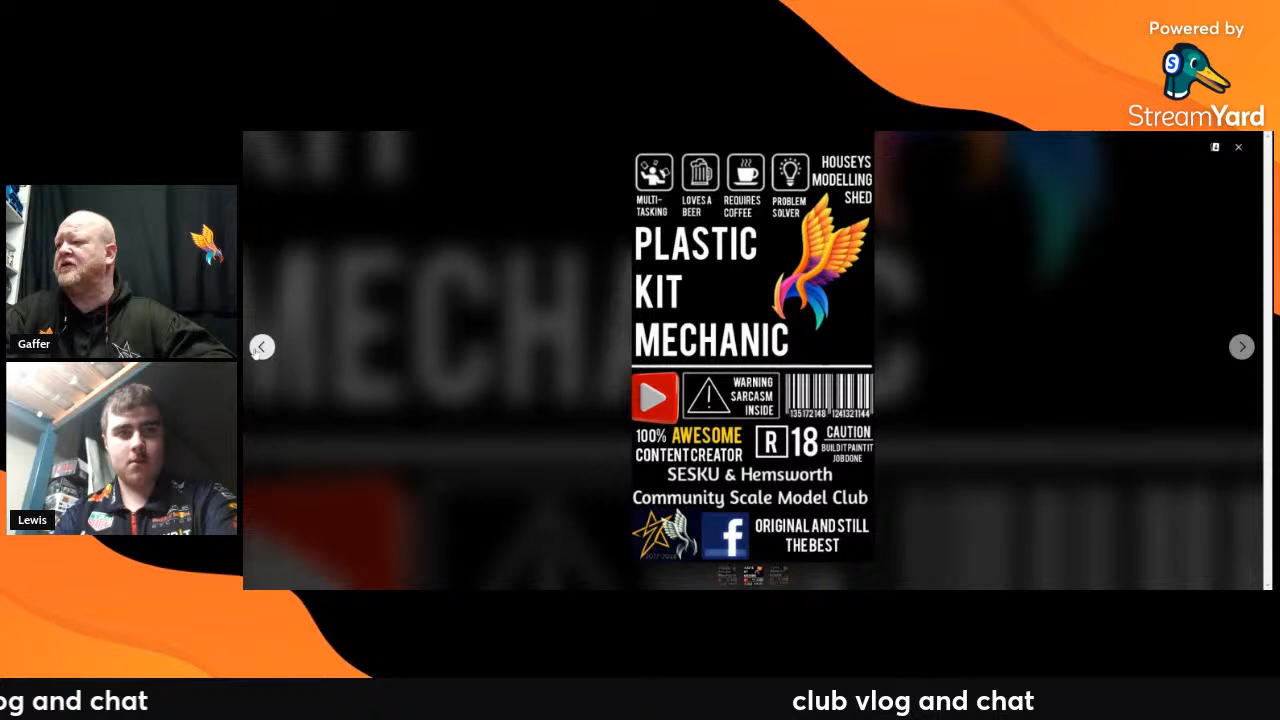 Powered by
StreamYard
MULTI-
TASKING
LOVES A
BEER
REQUIRES
COFFEE
PROBLEM
SOLVER
HOUSEYS
MODELLING
SHED
PLASTIC
KIT
MECHANIC
WARNING
SARCASM
INSIDE
135172148 1241321144
100% AWESOME
CONTENT CREATOR
R 18
CAUTION
BUILD IT PAINT IT
JOB DONE
SESKU & Hemsworth
Community Scale Model Club
ORIGINAL AND STILL
THE BEST
Gaffer
Lewis
og and chat
club vlog and chat